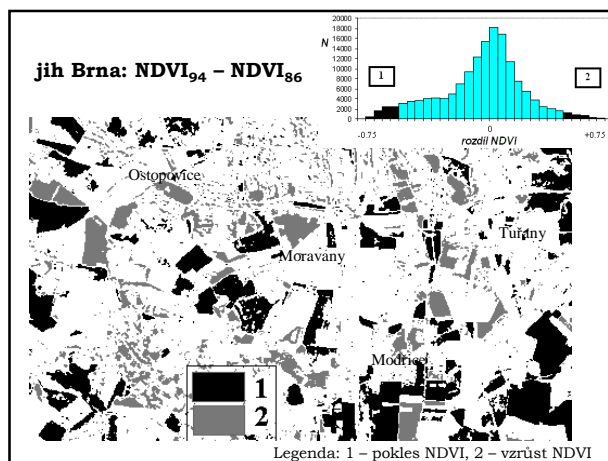 jih Brna: NDVI94 – NDVI86
20000
18000
16000
14000
12000
10000
8000
6000
4000
2000
0
N
1
2
-0.75
0
+0.75
rozdíl NDVI
Ostopovice
Moravany
Tuřany
Modřice
1
2
Legenda: 1 – pokles NDVI, 2 – vzrůst NDVI